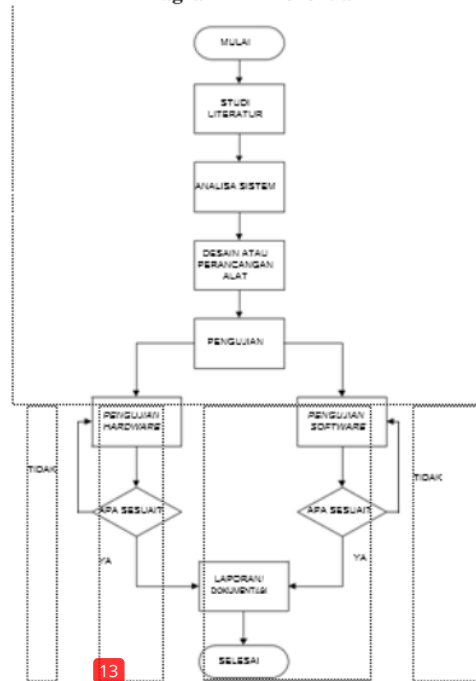 MULAI
STUDI
LITERATUR
ANALISA SISTEM
DESAIN ATAU
PERANCANGAN
ALAT
PENGUJIAN
PENGUJIAN
HARDWARE
PENGUJIAN
SOFTWARE
TIDAK
TIDAK
APA SESUAI?
APA SESUAI?
YA
YA
LAPORAN/
DOKUMENTASI
SELESAI
13